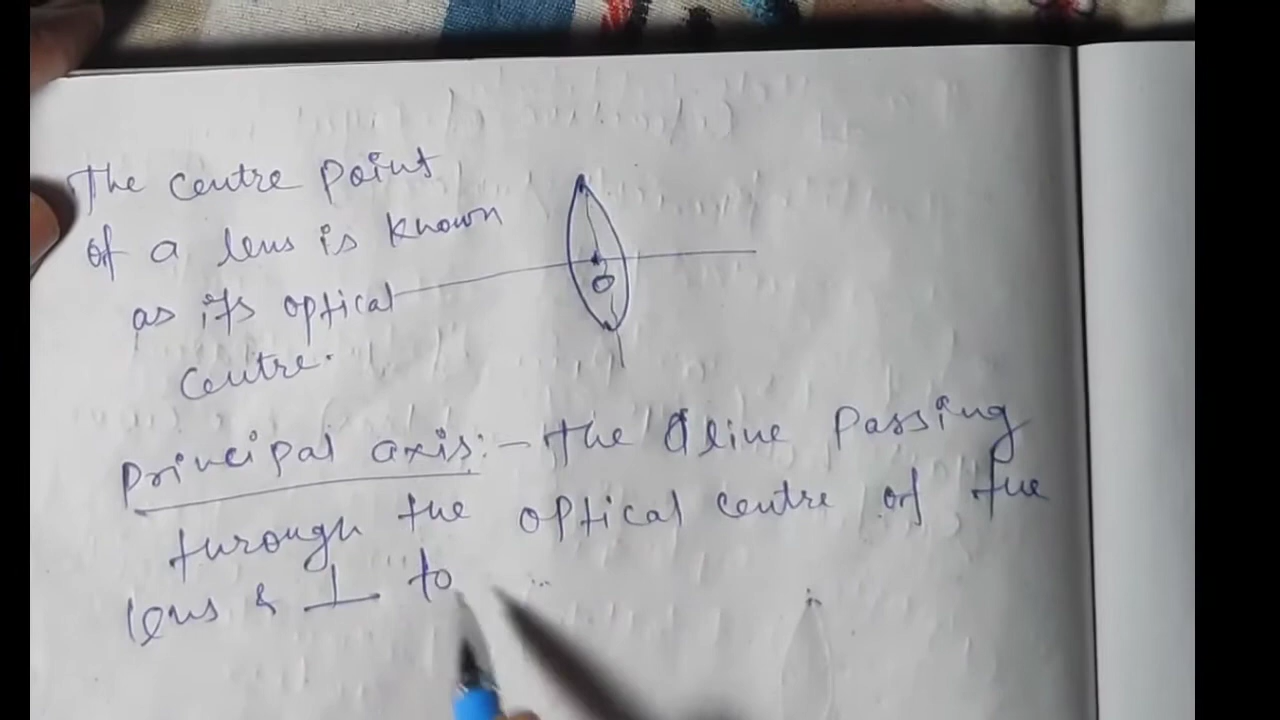 The centre point
of a lens is known
as its optical
centre.
O
Principal axis:- The line passing
through the optical centre of the
lens & ⊥ to